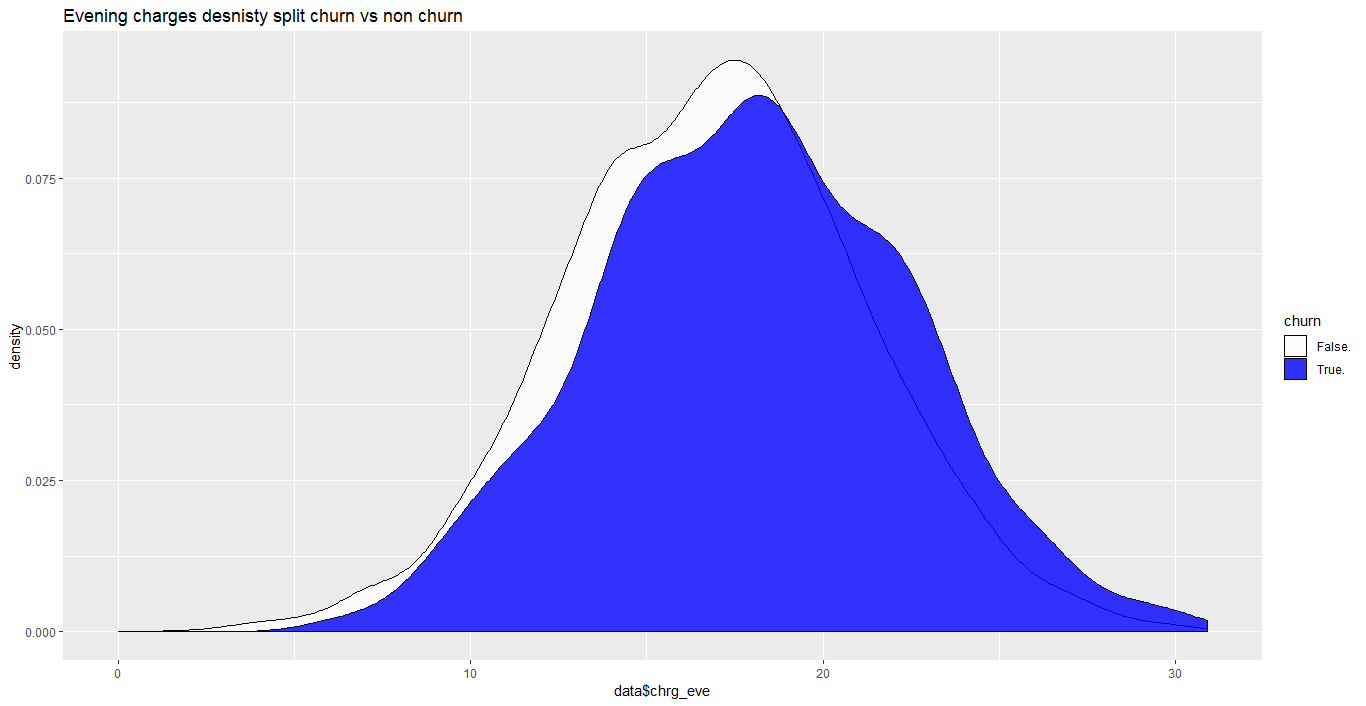 Evening charges desnisty split churn vs non churn
density
0.075
0.050
0.025
0.000
0
10
20
30
data$chrg_eve
churn
False.
True.